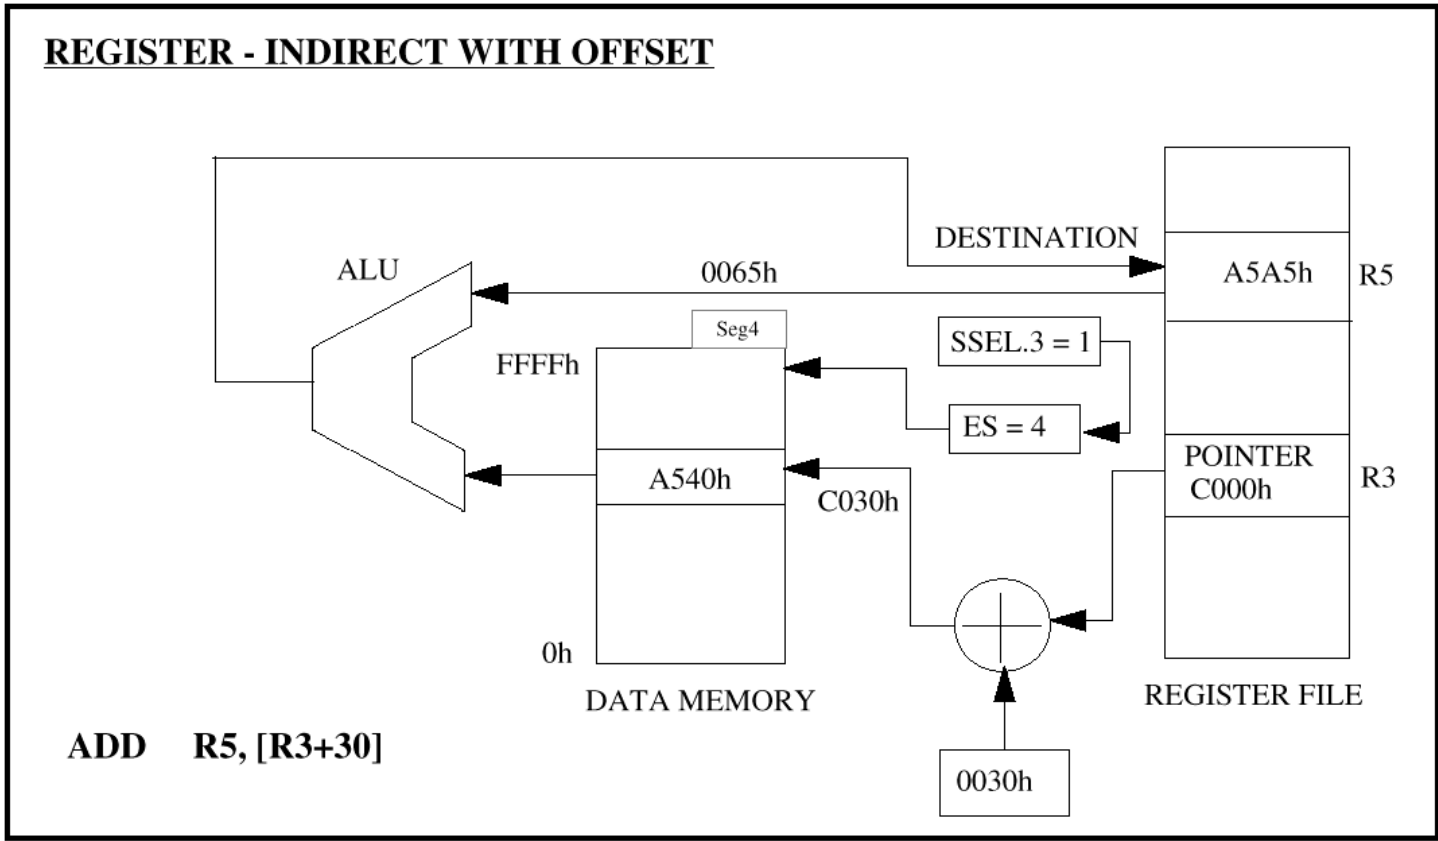 REGISTER - INDIRECT WITH OFFSET
DESTINATION
ALU
0065h
A5A5h
R5
Seg4
SSEL.3 = 1
FFFFh
ES = 4
POINTER
C000h
R3
A540h
C030h
0h
DATA MEMORY
REGISTER FILE
ADD R5, [R3+30]
0030h